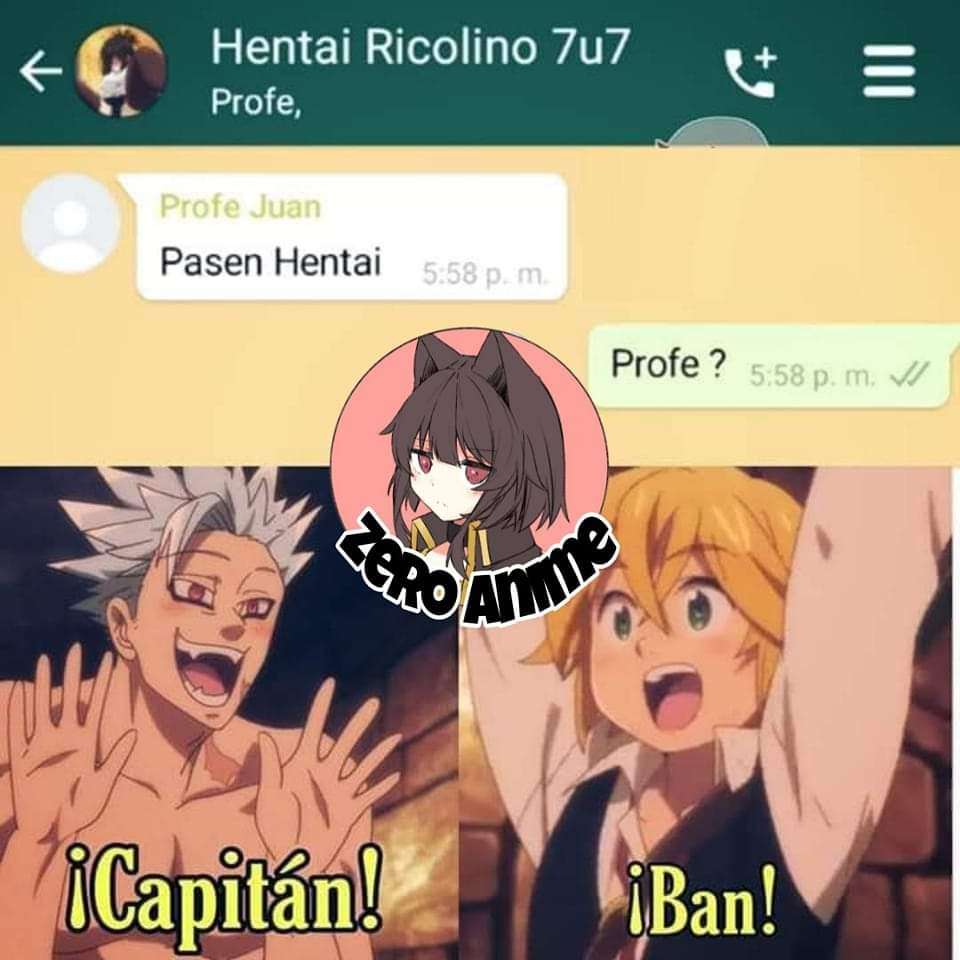 Hentai Ricolino 7u7
Profe,
Profe Juan
Pasen Hentai 5:58 p. m.
Profe ? 5:58 p. m.
Zero Anime
¡Capitán!
¡Ban!